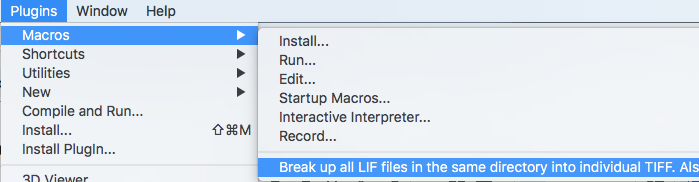 Plugins Window Help
Macros
Shortcuts
Utilities
New
Compile and Run...
Install... ⇧⌘M
Install PlugIn...
3D Viewer
Install...
Run...
Edit...
Startup Macros...
Interactive Interpreter...
Record...
Break up all LIF files in the same directory into individual TIFF. Als